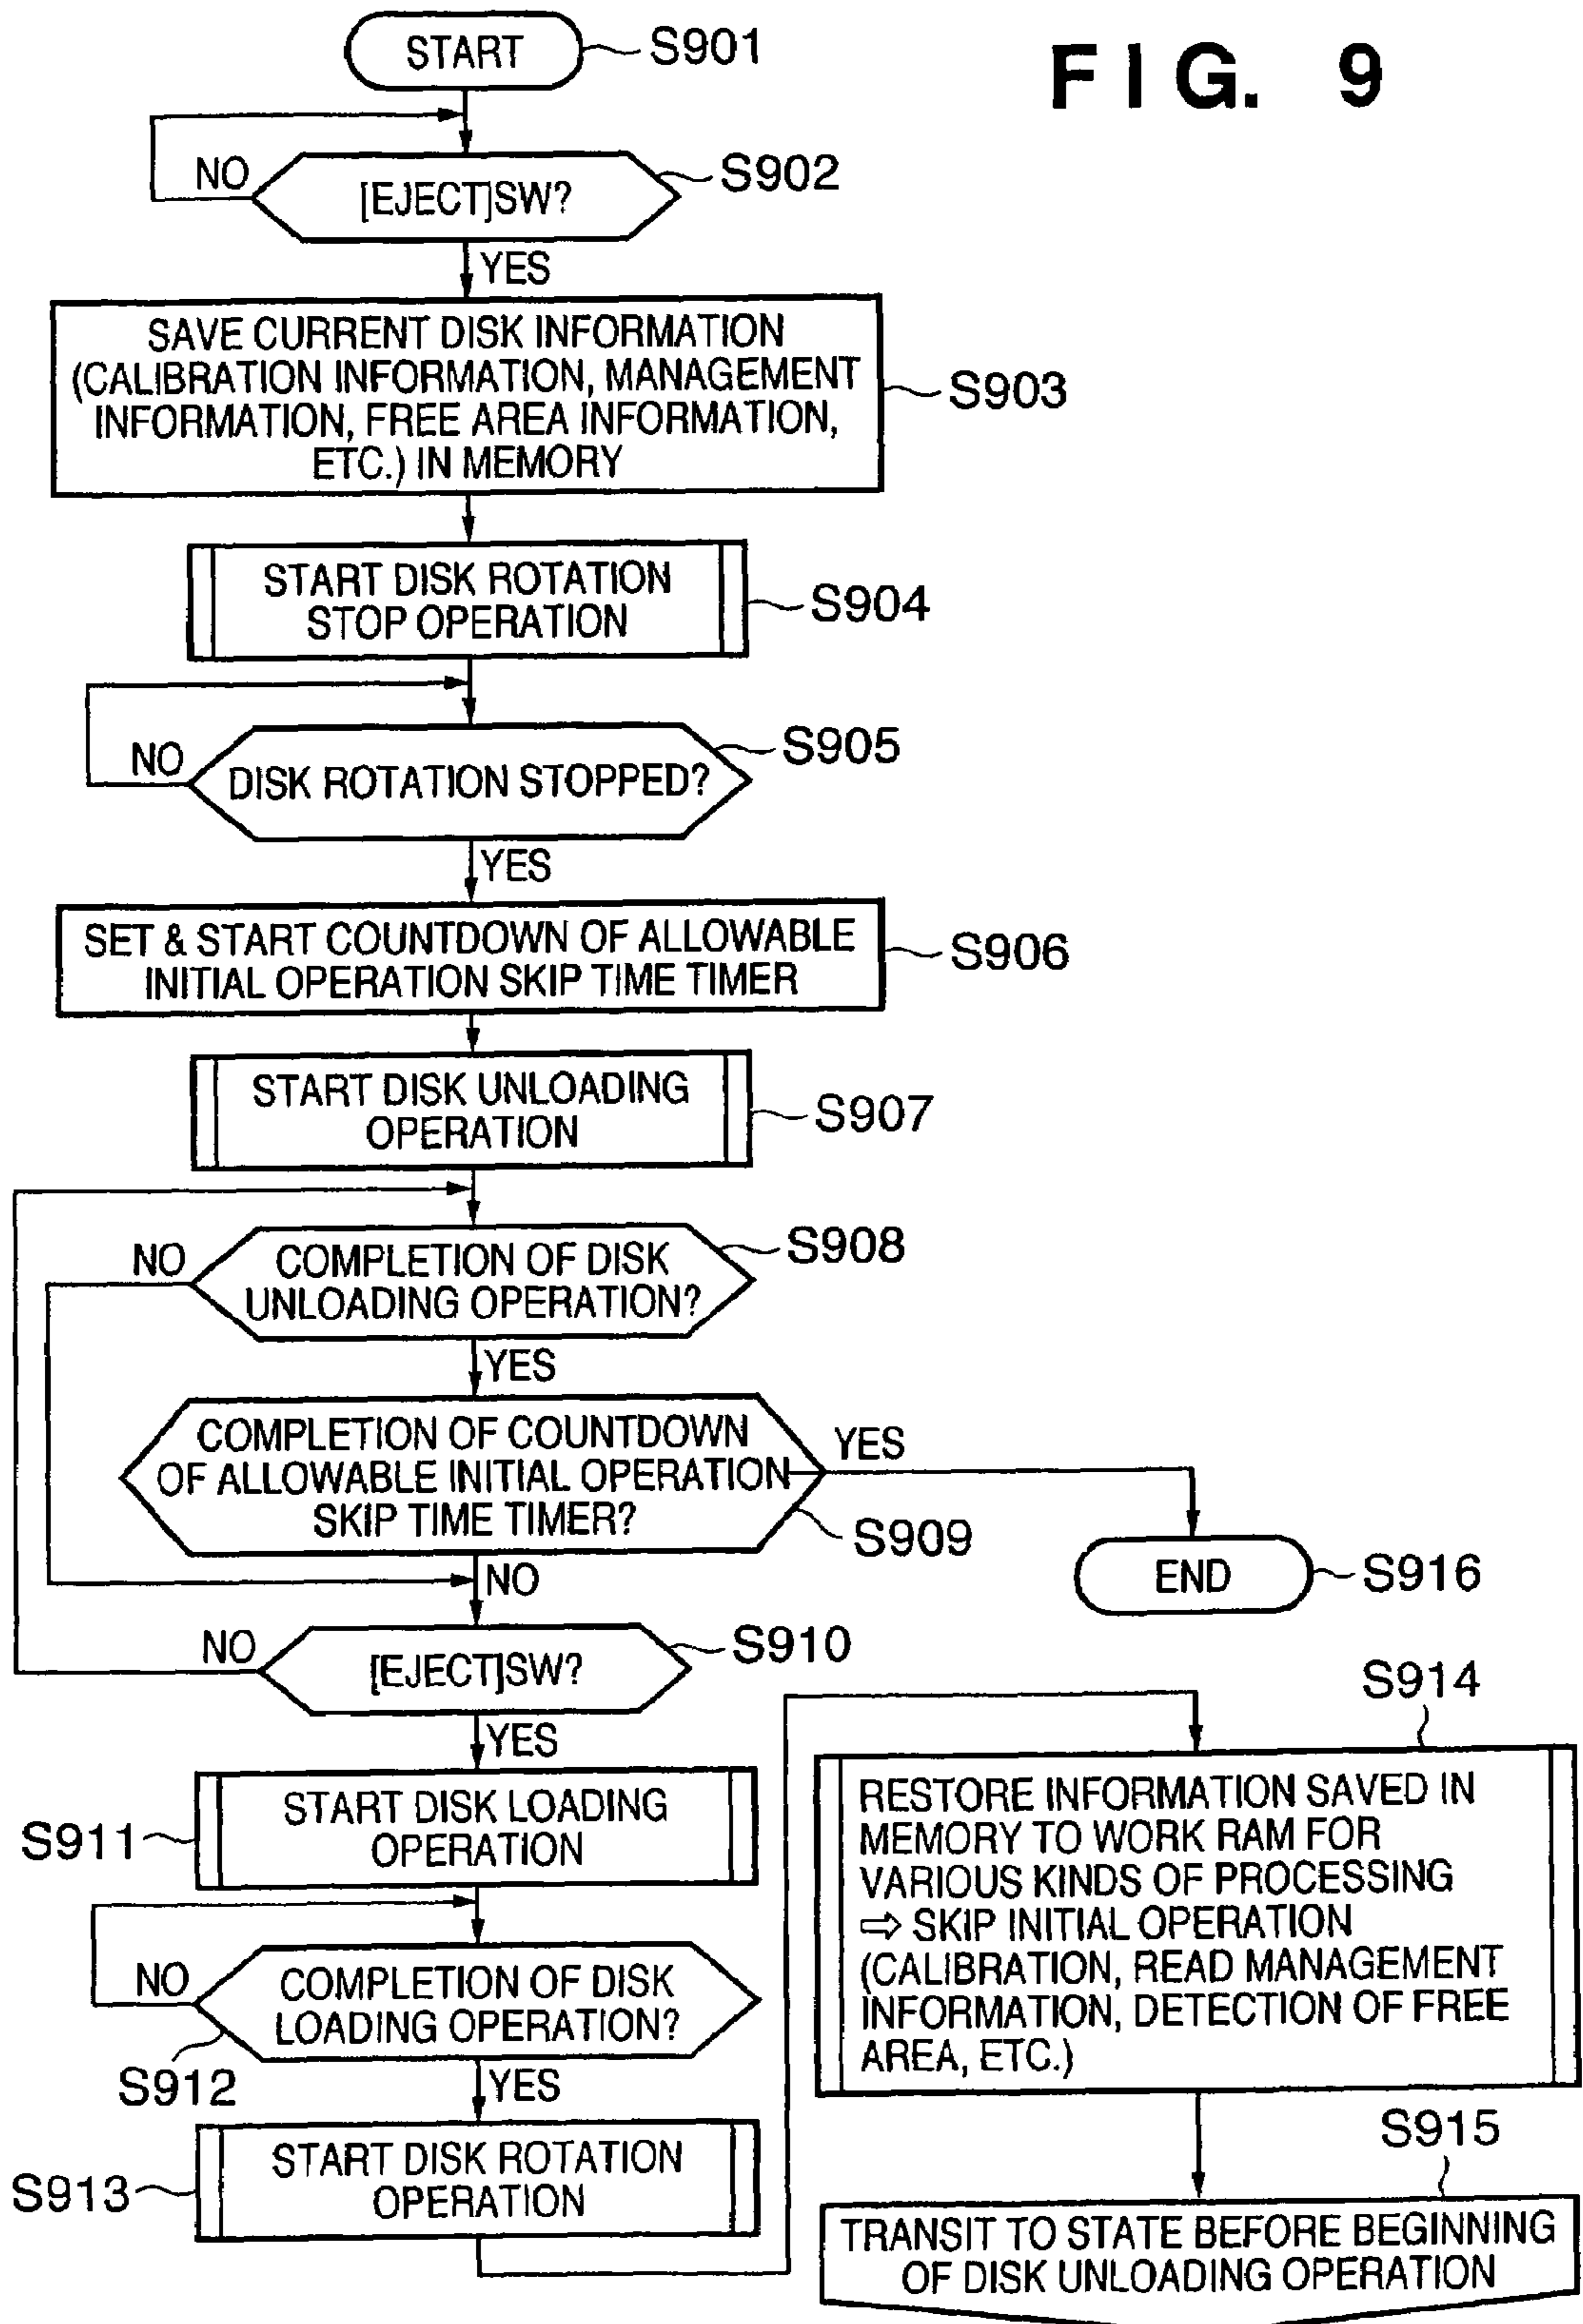 FIG. 9
START
S901
NO
[EJECT]SW?
S902
YES
SAVE CURRENT DISK INFORMATION
(CALIBRATION INFORMATION, MANAGEMENT
INFORMATION, FREE AREA INFORMATION,
ETC.) IN MEMORY
S903
START DISK ROTATION
STOP OPERATION
S904
NO
DISK ROTATION STOPPED?
S905
YES
SET & START COUNTDOWN OF ALLOWABLE
INITIAL OPERATION SKIP TIME TIMER
S906
START DISK UNLOADING
OPERATION
S907
NO
COMPLETION OF DISK
UNLOADING OPERATION?
S908
YES
COMPLETION OF COUNTDOWN
OF ALLOWABLE INITIAL OPERATION
SKIP TIME TIMER?
YES
S909
NO
END
S916
NO
[EJECT]SW?
S910
YES
START DISK LOADING
OPERATION
S911
NO
COMPLETION OF DISK
LOADING OPERATION?
S912
YES
START DISK ROTATION
OPERATION
S913
S914
RESTORE INFORMATION SAVED IN
MEMORY TO WORK RAM FOR
VARIOUS KINDS OF PROCESSING
⇨ SKIP INITIAL OPERATION
(CALIBRATION, READ MANAGEMENT
INFORMATION, DETECTION OF FREE
AREA, ETC.)
S915
TRANSIT TO STATE BEFORE BEGINNING
OF DISK UNLOADING OPERATION